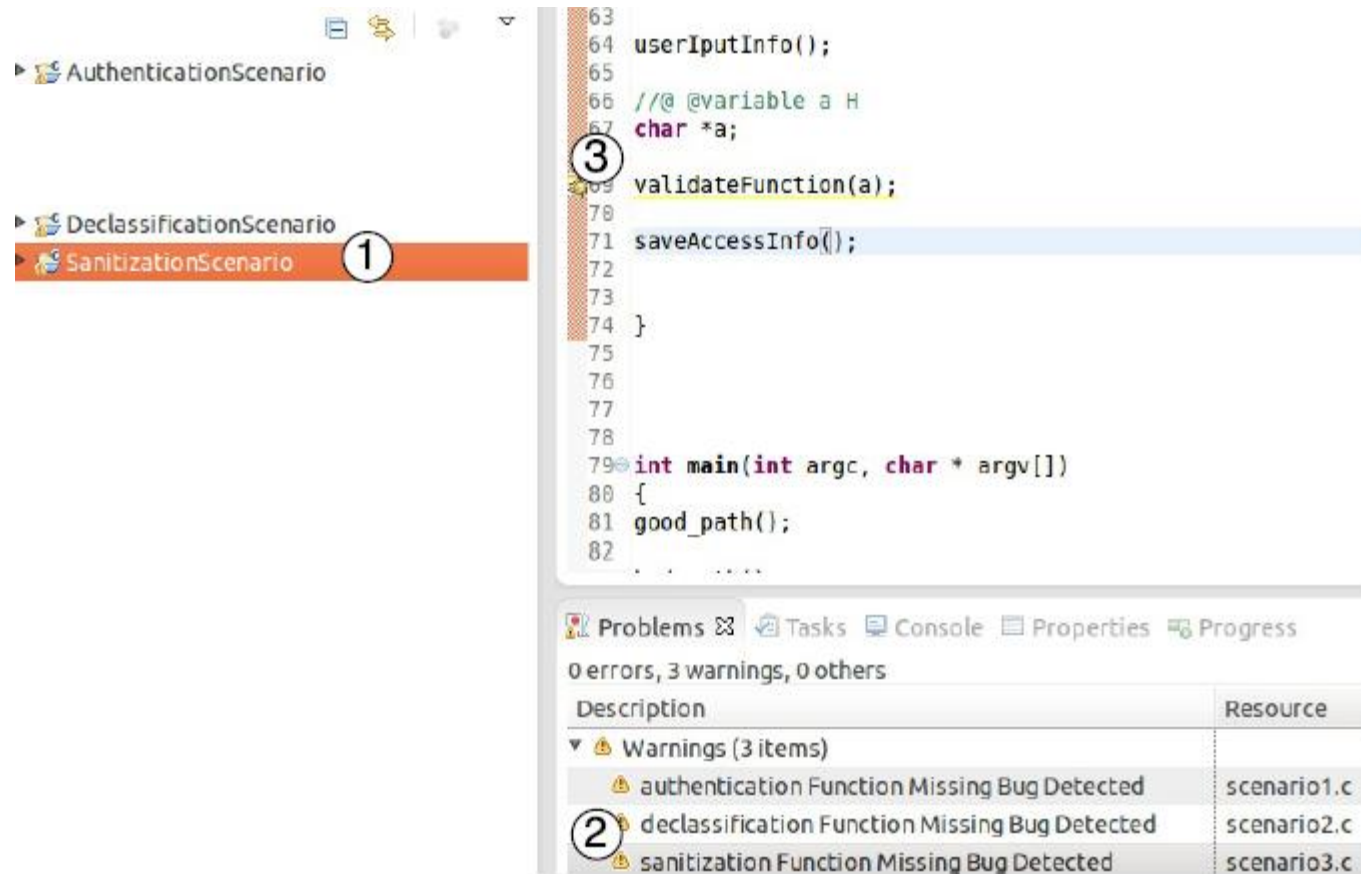 AuthenticationScenario
DeclassificationScenario
SanitizationScenario
1
63
64 userIputInfo();
65
66 //@ @variable a H
67 char *a;
3
69 validateFunction(a);
70
71 saveAccessInfo();
72
73
74 }
75
76
77
78
79 int main(int argc, char * argv[])
80 {
81 good_path();
82
Problems Tasks Console Properties Progress
0 errors, 3 warnings, 0 others
Description Resource
Warnings (3 items)
authentication Function Missing Bug Detected scenario1.c
declassification Function Missing Bug Detected scenario2.c
2
sanitization Function Missing Bug Detected scenario3.c